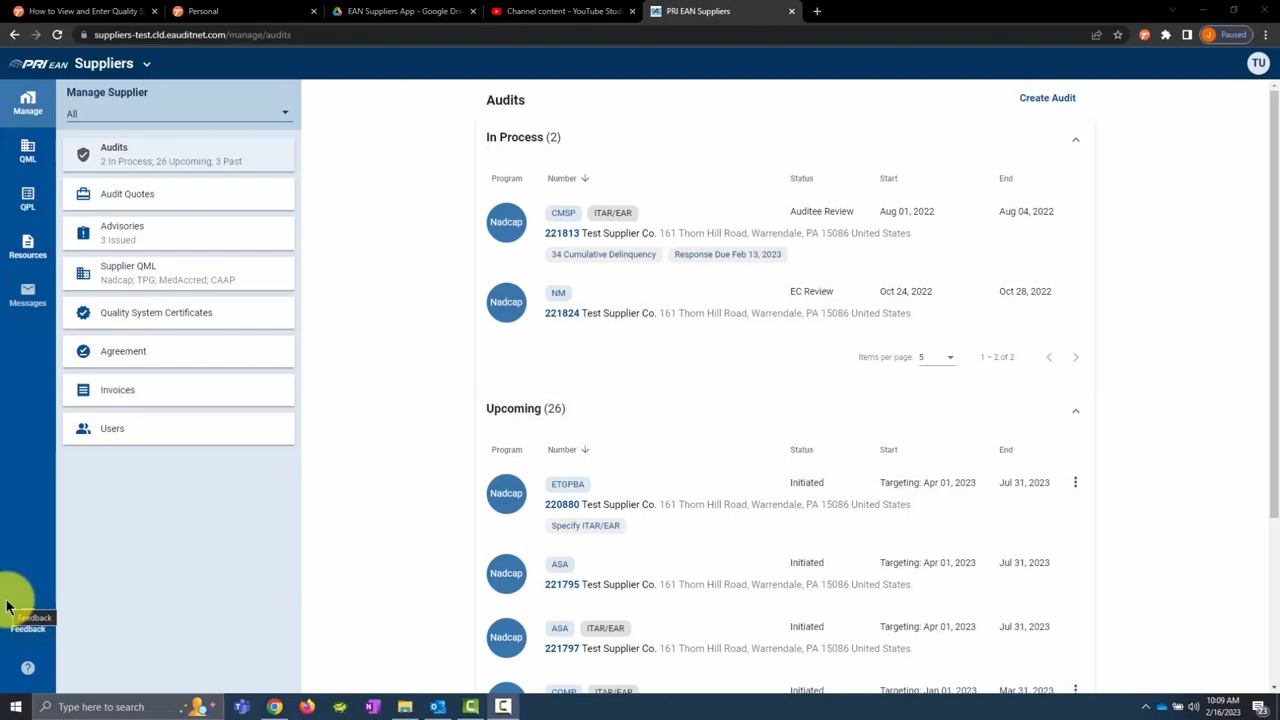 How to View and Enter Quality S
Personal
EAN Suppliers App - Google Dri
Channel content - YouTube Stud
PRI EAN Suppliers
suppliers-test.cld.eauditnet.com/manage/audits
J
Paused
PRI EAN Suppliers
TU
Manage
QML
QPL
Resources
Messages
Feedback
Feedback
Manage Supplier
All
Audits
2 In Process; 26 Upcoming; 3 Past
Audit Quotes
Advisories
3 Issued
Supplier QML
Nadcap; TPG; MedAccred; CAAP
Quality System Certificates
Agreement
Invoices
Users
Audits
Create Audit
In Process (2)
Program Number Status Start End
Nadcap
CMSP ITAR/EAR Auditee Review Aug 01, 2022 Aug 04, 2022
221813 Test Supplier Co. 161 Thorn Hill Road, Warrendale, PA 15086 United States
34 Cumulative Delinquency Response Due Feb 13, 2023
Nadcap
NM EC Review Oct 24, 2022 Oct 28, 2022
221824 Test Supplier Co. 161 Thorn Hill Road, Warrendale, PA 15086 United States
Items per page: 5 1 – 2 of 2
Upcoming (26)
Program Number Status Start End
Nadcap
ETGPBA Initiated Targeting: Apr 01, 2023 Jul 31, 2023
220880 Test Supplier Co. 161 Thorn Hill Road, Warrendale, PA 15086 United States
Specify ITAR/EAR
Nadcap
ASA Initiated Targeting: Apr 01, 2023 Jul 31, 2023
221795 Test Supplier Co. 161 Thorn Hill Road, Warrendale, PA 15086 United States
Nadcap
ASA ITAR/EAR Initiated Targeting: Apr 01, 2023 Jul 31, 2023
221797 Test Supplier Co. 161 Thorn Hill Road, Warrendale, PA 15086 United States
COMP ITAR/EAR Initiated Targeting: Jan 01, 2023 Mar 31, 2023
Type here to search
10:09 AM
2/16/2023
23